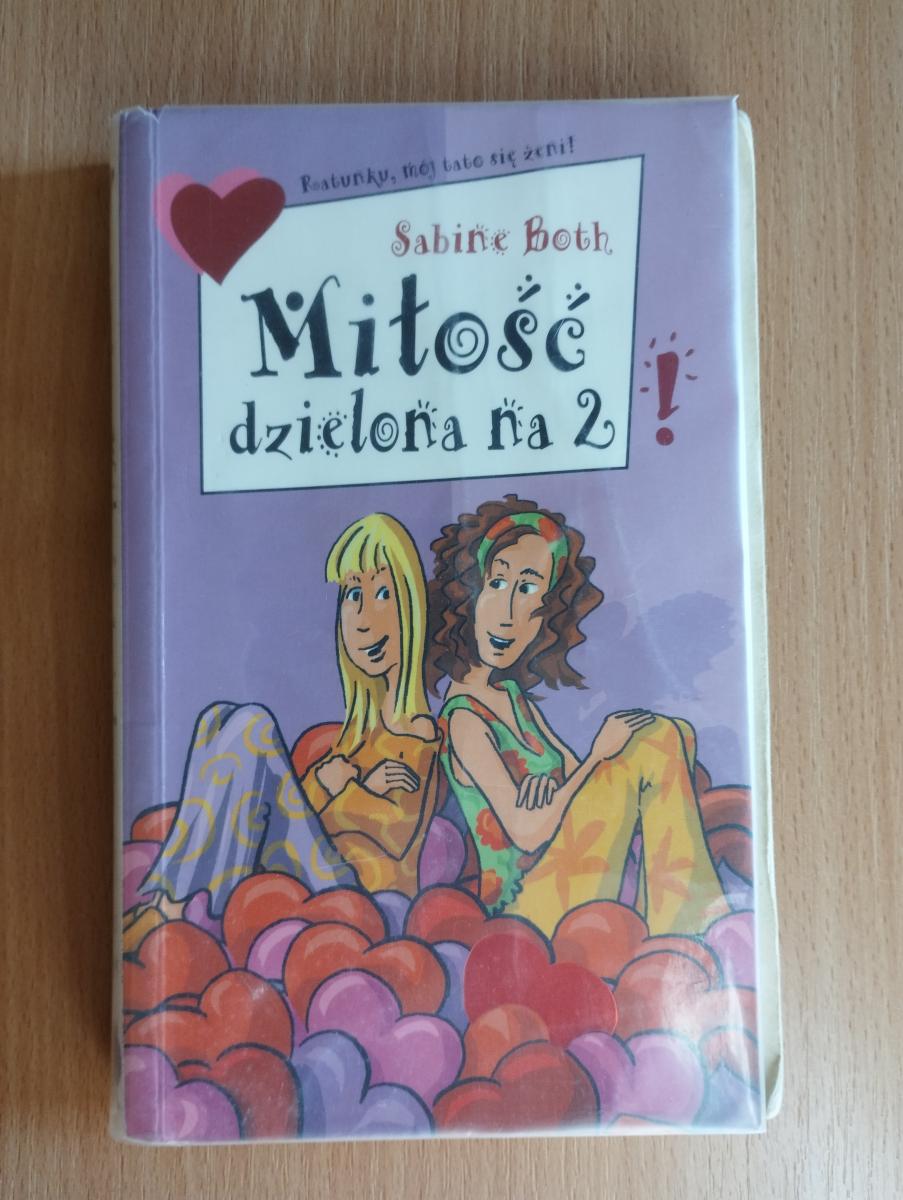 Ratunku, mój tato się żeni!
Sabine Both
Miłość
dzielona na 2
!